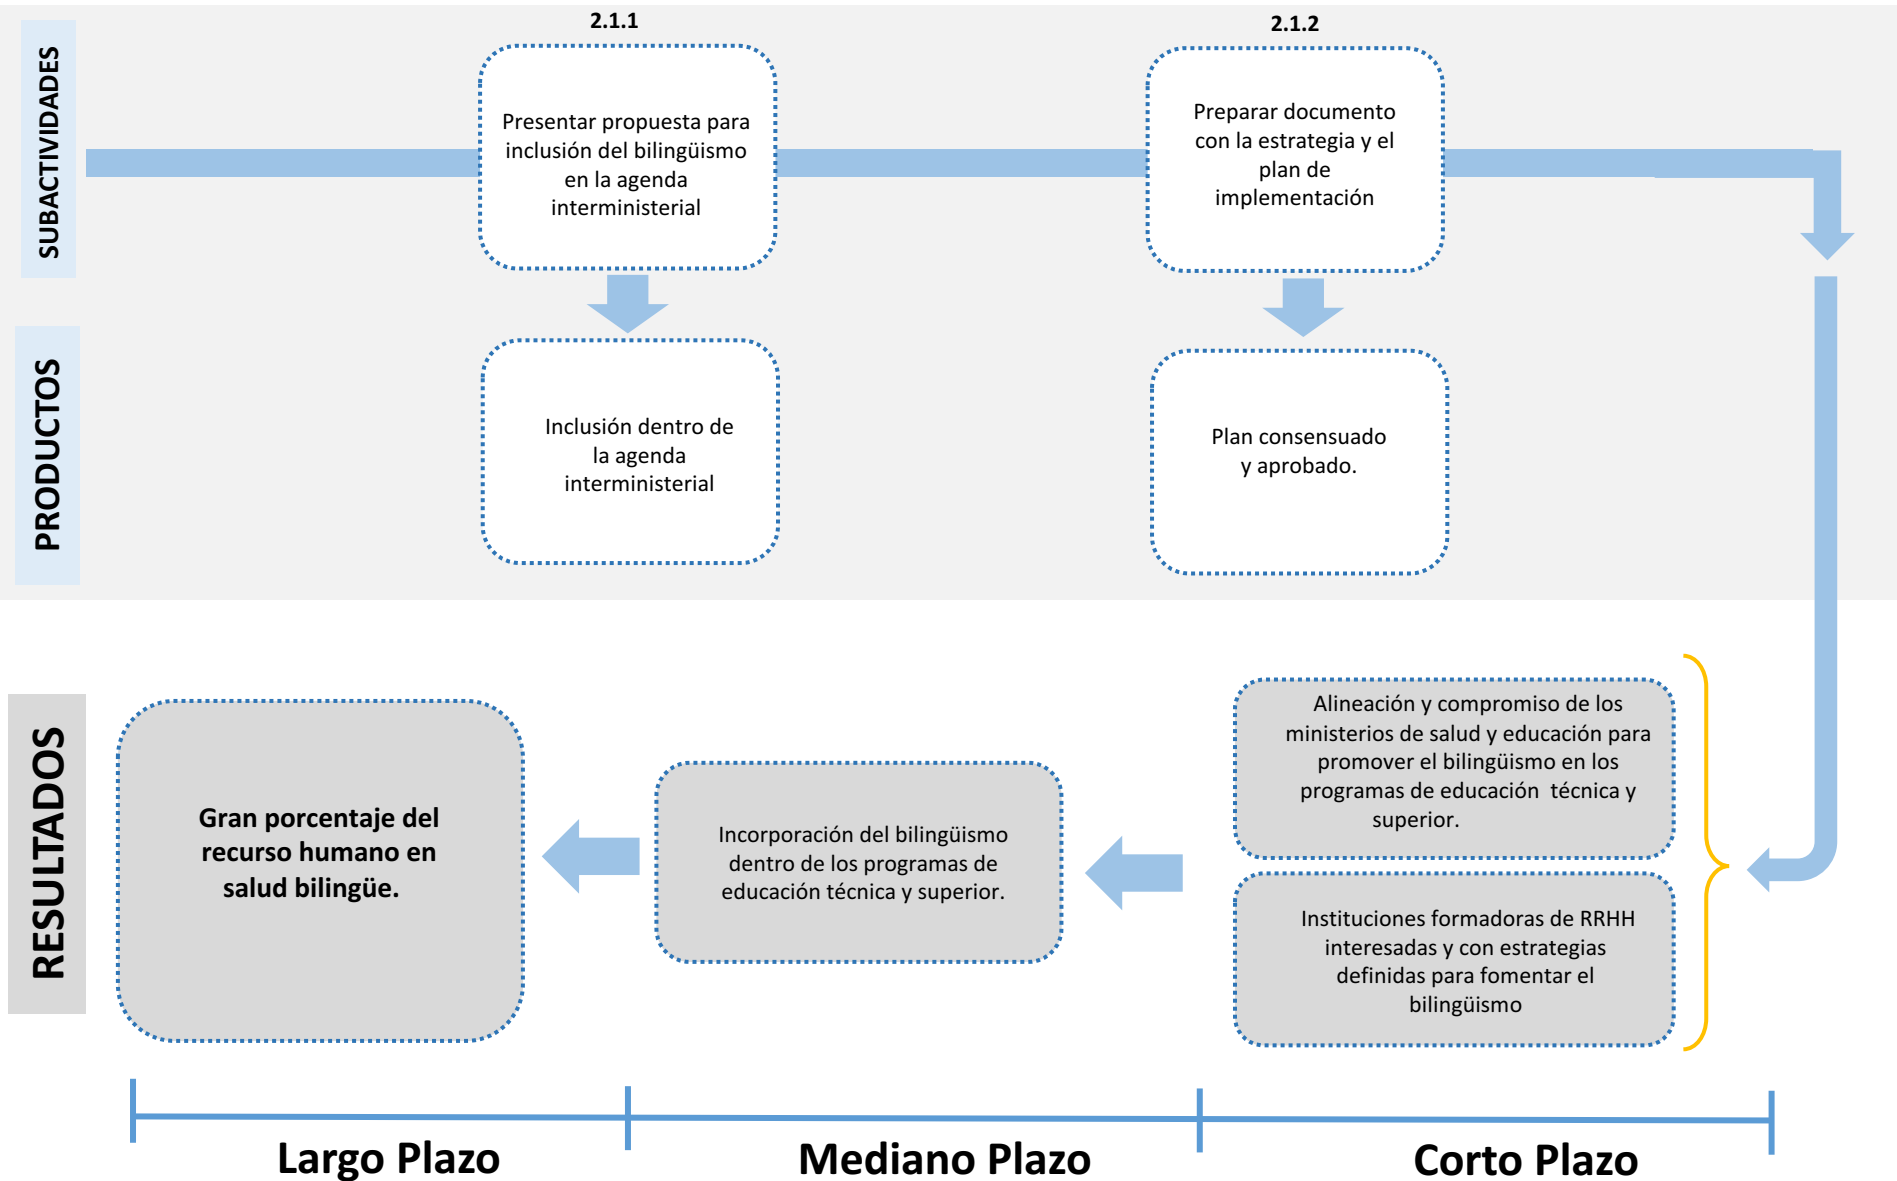 2.1.1
2.1.2
SUBACTIVIDADES
Presentar propuesta para
inclusión del bilingüismo
en la agenda
interministerial
Preparar documento
con la estrategia y el
plan de
implementación
PRODUCTOS
Inclusión dentro de
la agenda
interministerial
Plan consensuado
y aprobado.
RESULTADOS
Gran porcentaje del
recurso humano en
salud bilingüe.
Incorporación del bilingüismo
dentro de los programas de
educación técnica y superior.
Alineación y compromiso de los
ministerios de salud y educación para
promover el bilingüismo en los
programas de educación técnica y
superior.
Instituciones formadoras de RRHH
interesadas y con estrategias
definidas para fomentar el
bilingüismo
Largo Plazo
Mediano Plazo
Corto Plazo